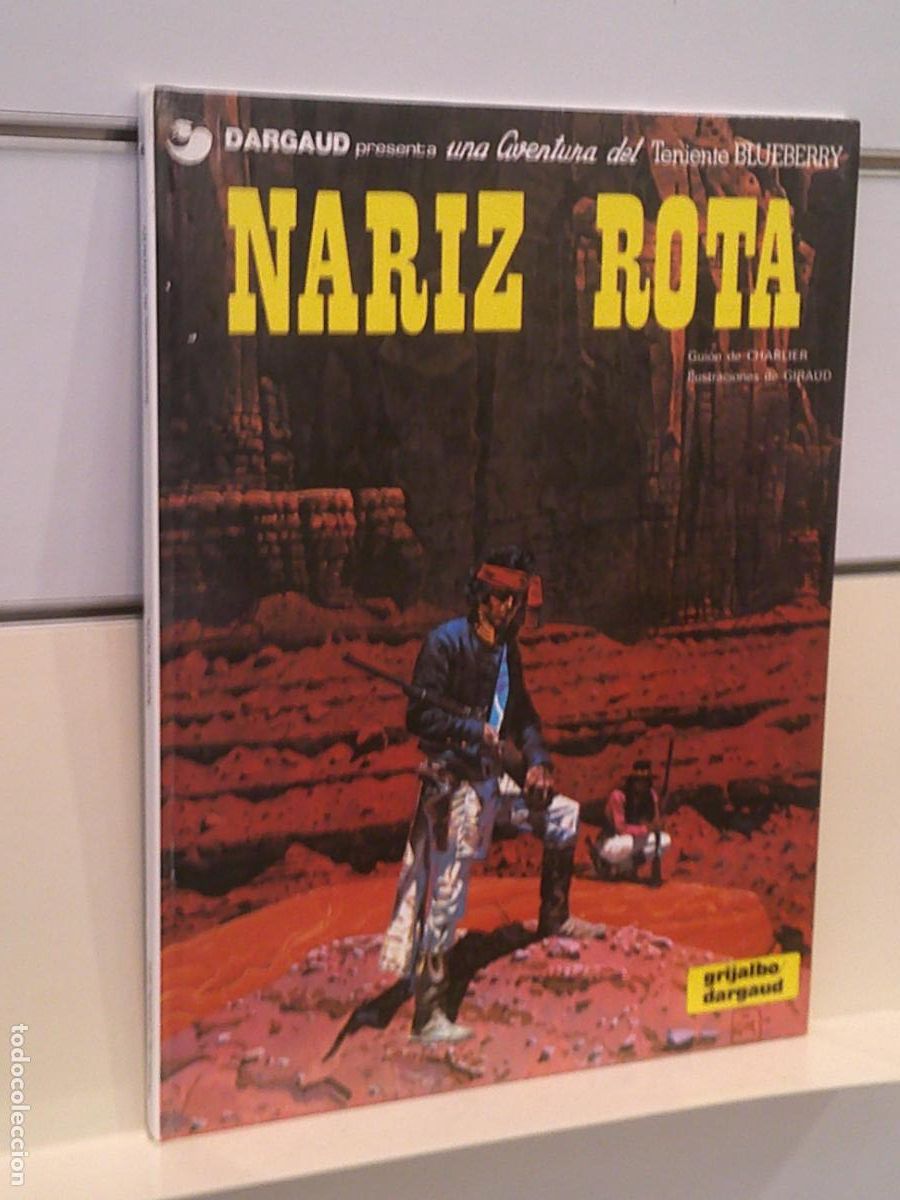 DARGAUD presenta una Aventura del Teniente BLUEBERRY
NARIZ ROTA
Guión de CHARLIER
Ilustraciones de GIRAUD
grijalbo
dargaud
todocoleccion